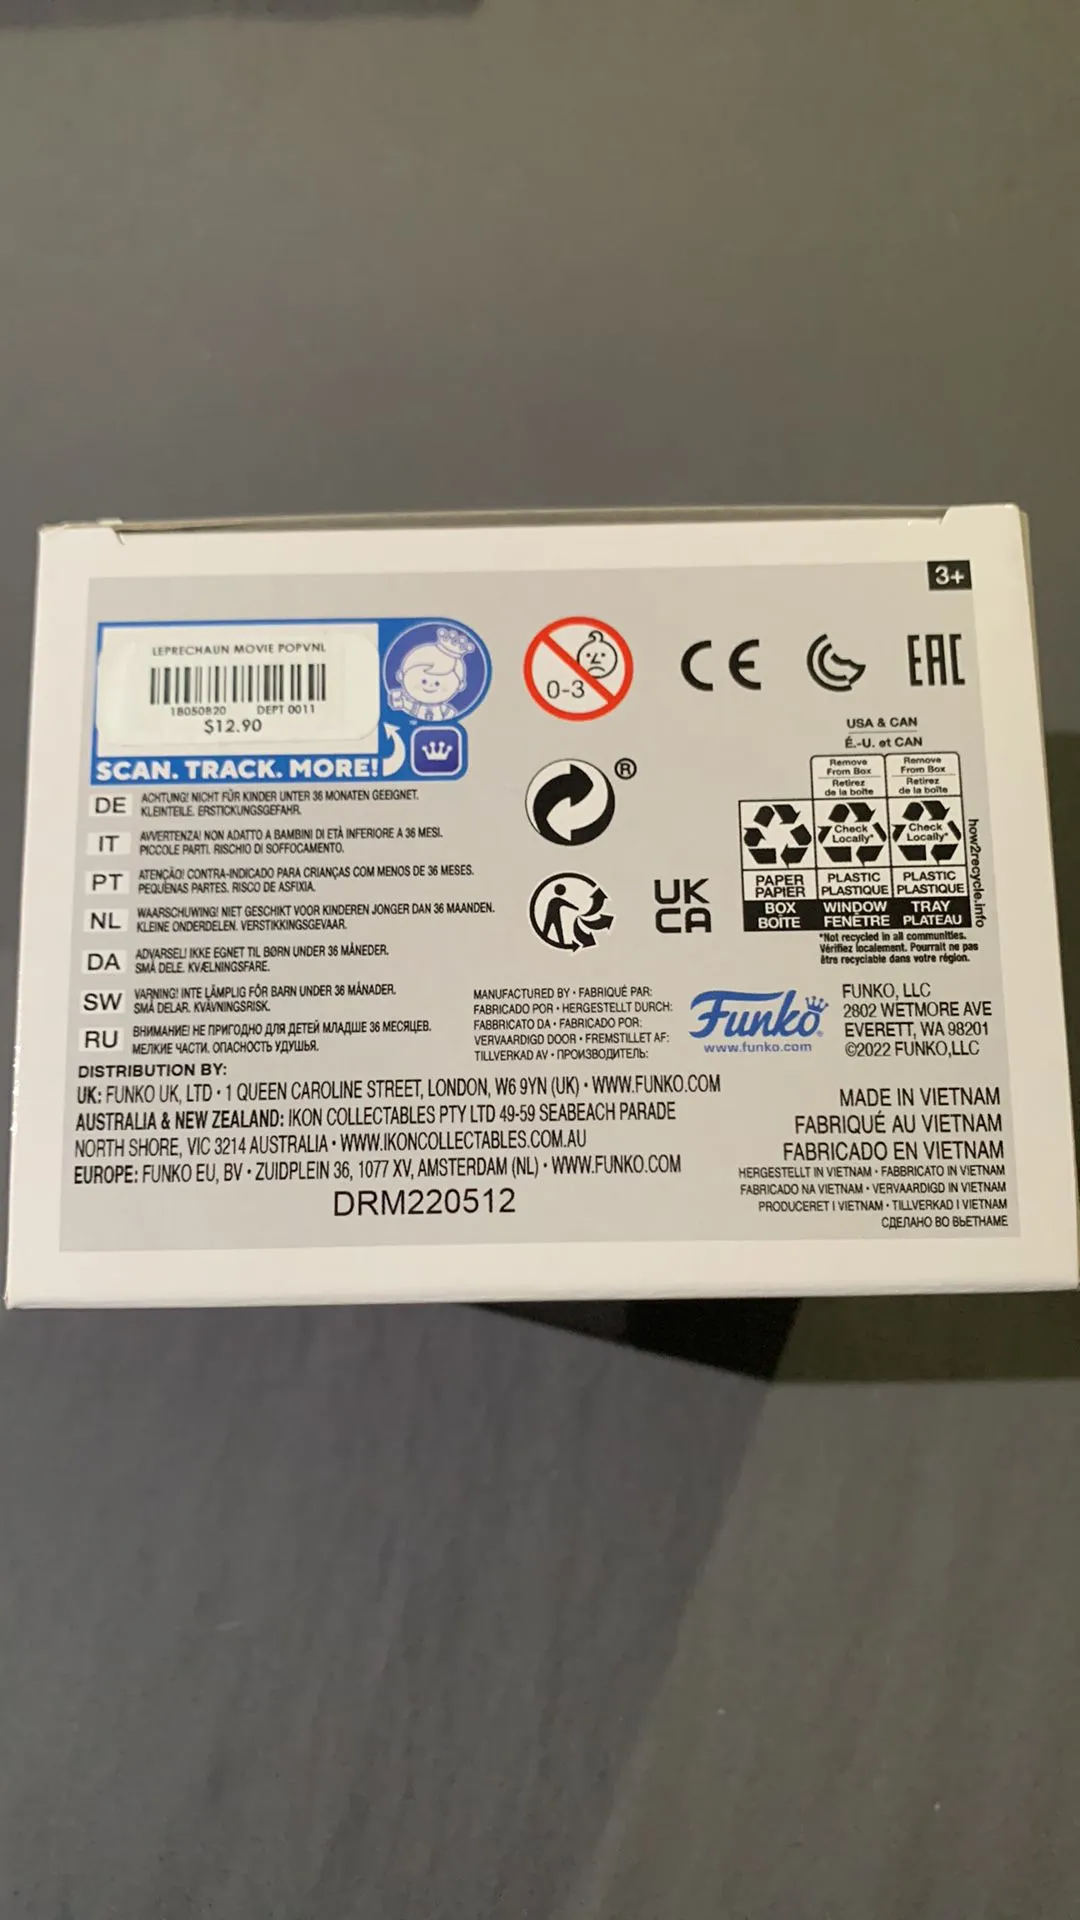 3+
LEPRECHAUN MOVIE POPVNL
18050820 DEPT 0011
$12.90
SCAN. TRACK. MORE!
0-3
CE
EAC
USA & CAN
É.-U. et CAN
Remove
From Box
Retirez
de la boîte
Remove
From Box
Retirez
de la boîte
Check
Locally*
Check
Locally*
PAPER
PAPIER
BOX
BOÎTE
PLASTIC
PLASTIQUE
WINDOW
FENÊTRE
PLASTIC
PLASTIQUE
TRAY
PLATEAU
how2recycle.info
*Not recycled in all communities.
Vérifiez localement. Pourrait ne pas
être recyclable dans votre région.
®
UK
CA
DE ACHTUNG! NICHT FÜR KINDER UNTER 36 MONATEN GEEIGNET.
KLEINTEILE. ERSTICKUNGSGEFAHR.
IT AVVERTENZA! NON ADATTO A BAMBINI DI ETÀ INFERIORE A 36 MESI.
PICCOLE PARTI. RISCHIO DI SOFFOCAMENTO.
PT ATENÇÃO! CONTRA-INDICADO PARA CRIANÇAS COM MENOS DE 36 MESES.
PEQUENAS PARTES. RISCO DE ASFIXIA.
NL WAARSCHUWING! NIET GESCHIKT VOOR KINDEREN JONGER DAN 36 MAANDEN.
KLEINE ONDERDELEN. VERSTIKKINGSGEVAAR.
DA ADVARSEL! IKKE EGNET TIL BØRN UNDER 36 MÅNEDER.
SMÅ DELE. KVÆLNINGSFARE.
SW VARNING! INTE LÄMPLIG FÖR BARN UNDER 36 MÅNADER.
SMÅ DELAR. KVÄVNINGSRISK.
RU ВНИМАНИЕ! НЕ ПРИГОДНО ДЛЯ ДЕТЕЙ МЛАДШЕ 36 МЕСЯЦЕВ.
МЕЛКИЕ ЧАСТИ. ОПАСНОСТЬ УДУШЬЯ.
MANUFACTURED BY • FABRIQUÉ PAR:
FABRICADO POR • HERGESTELLT DURCH:
FABBRICATO DA • FABRICADO POR:
VERVAARDIGD DOOR • FREMSTILLET AF:
TILLVERKAD AV • ПРОИЗВОДИТЕЛЬ:
Funko®
www.funko.com
FUNKO, LLC
2802 WETMORE AVE
EVERETT, WA 98201
©2022 FUNKO,LLC
DISTRIBUTION BY:
UK: FUNKO UK, LTD • 1 QUEEN CAROLINE STREET, LONDON, W6 9YN (UK) • WWW.FUNKO.COM
AUSTRALIA & NEW ZEALAND: IKON COLLECTABLES PTY LTD 49-59 SEABEACH PARADE
NORTH SHORE, VIC 3214 AUSTRALIA • WWW.IKONCOLLECTABLES.COM.AU
EUROPE: FUNKO EU, BV • ZUIDPLEIN 36, 1077 XV, AMSTERDAM (NL) • WWW.FUNKO.COM
DRM220512
MADE IN VIETNAM
FABRIQUÉ AU VIETNAM
FABRICADO EN VIETNAM
HERGESTELLT IN VIETNAM • FABBRICATO IN VIETNAM
FABRICADO NA VIETNAM • VERVAARDIGD IN VIETNAM
PRODUCERET I VIETNAM • TILLVERKAD I VIETNAM
СДЕЛАНО ВО ВЬЕТНАМЕ